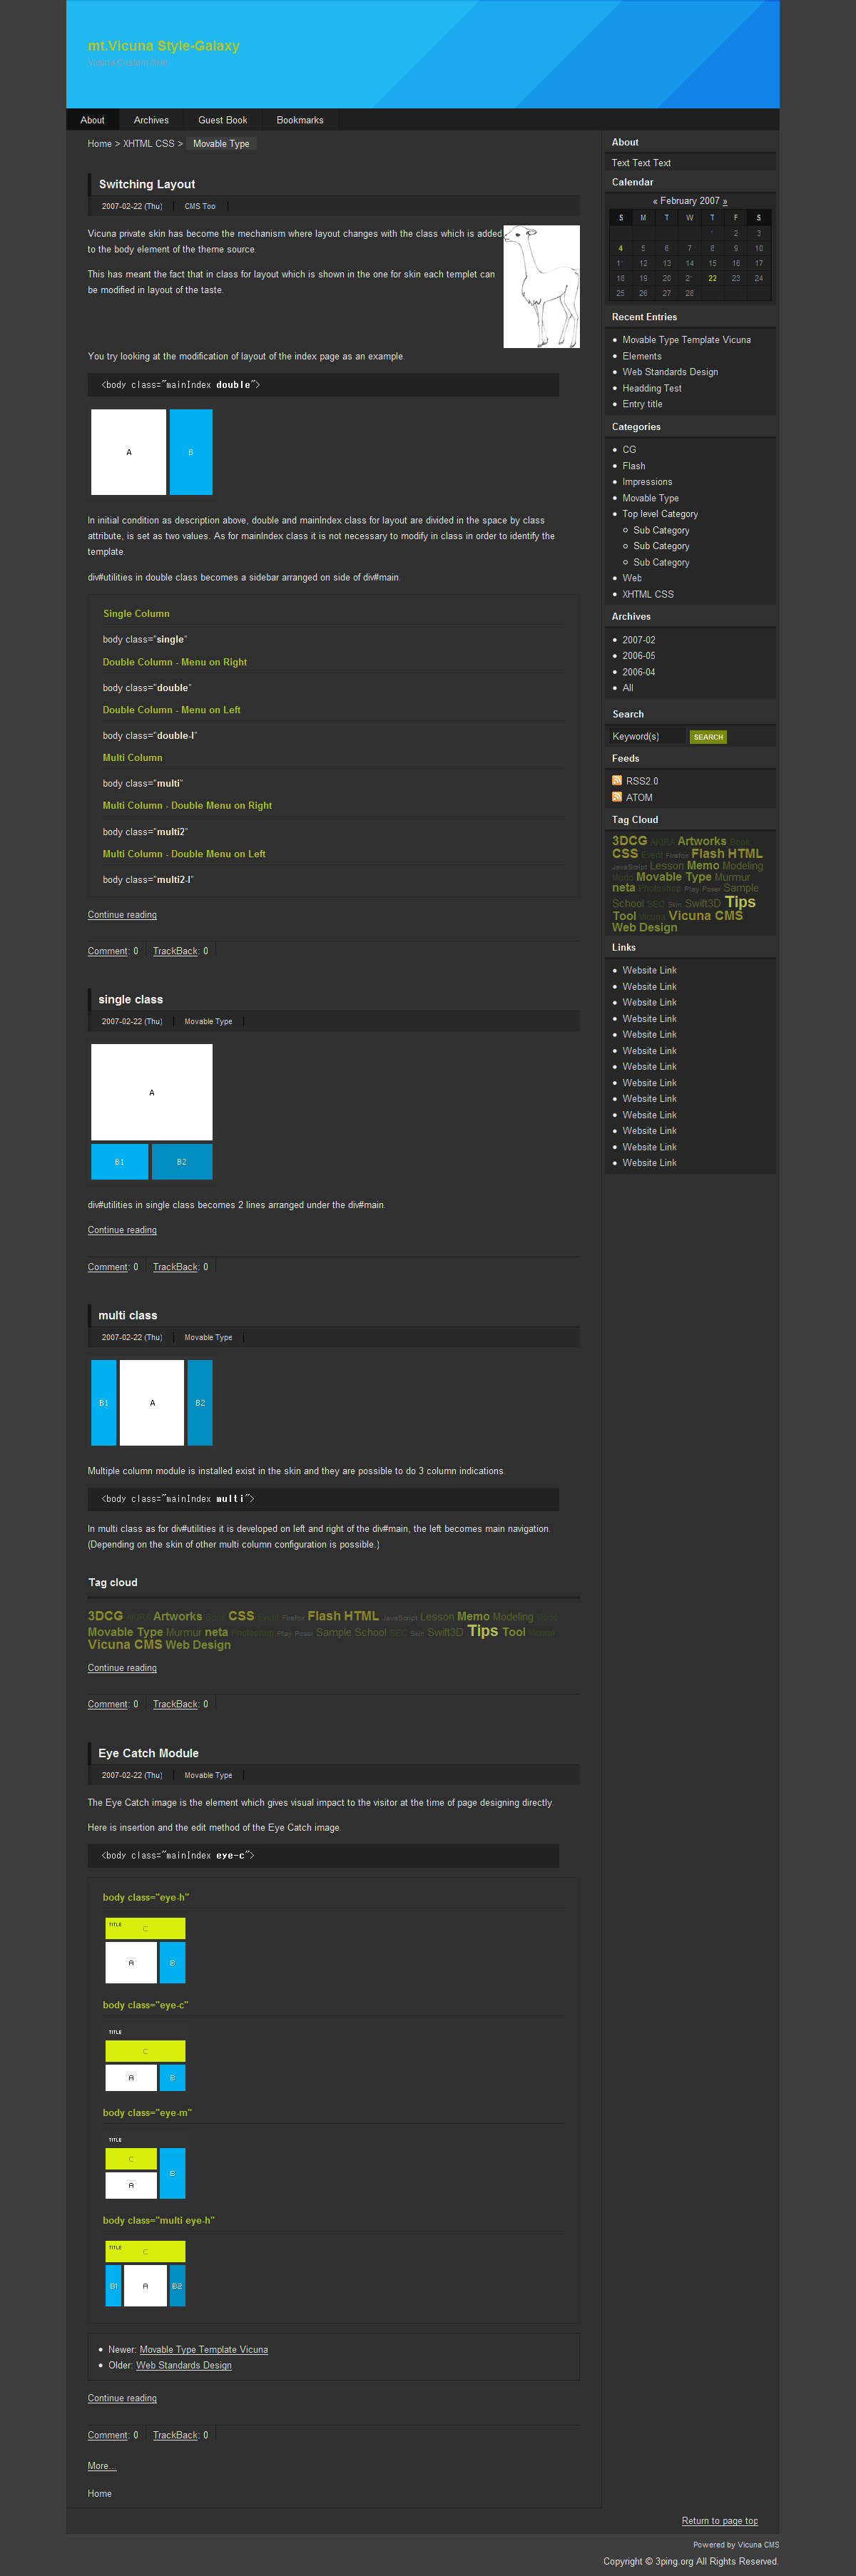 mt.Vicuna Style-Galaxy
About Archives Guest Book Bookmarks
Home > XHTML CSS > Movable Type
Switching Layout
2007-02-22 (Thu) CMS Too
Vicuna private skin has become the mechanism where layout changes with the class which is added
to the body element of the theme source.
This has meant the fact that in class for layout which is shown in the one for skin each templet can
be modified in layout of the taste.
You try looking at the modification of layout of the index page as an example.
<body class="mainIndex double">
A B
In initial condition as description above, double and mainIndex class for layout are divided in the space by class
attribute, is set as two values. As for mainIndex class it is not necessary to modify in class in order to identify the
template.
div#utilities in double class becomes a sidebar arranged on side of div#main.
Single Column
body class="single"
Double Column - Menu on Right
body class="double"
Double Column - Menu on Left
body class="double-l"
Multi Column
body class="multi"
Multi Column - Double Menu on Right
body class="multi2"
Multi Column - Double Menu on Left
body class="multi2-l"
Continue reading
Comment: 0 TrackBack: 0
single class
2007-02-22 (Thu) Movable Type
A
B1 B2
div#utilities in single class becomes 2 lines arranged under the div#main.
Continue reading
Comment: 0 TrackBack: 0
multi class
2007-02-22 (Thu) Movable Type
B1 A B2
Multiple column module is installed exist in the skin and they are possible to do 3 column indications.
<body class="mainIndex multi">
In multi class as for div#utilities it is developed on left and right of the div#main, the left becomes main navigation.
(Depending on the skin of other multi column configuration is possible.)
Tag cloud
3DCG AKIRA Artworks Book CSS Event Firefox Flash HTML JavaScript Lesson Memo Modeling Mode
Movable Type Murmur neta Photoshop Play Poser Sample School SEO Skin Swift3D Tips Tool Vicuna
Vicuna CMS Web Design
Continue reading
Comment: 0 TrackBack: 0
Eye Catch Module
2007-02-22 (Thu) Movable Type
The Eye Catch image is the element which gives visual impact to the visitor at the time of page designing directly.
Here is insertion and the edit method of the Eye Catch image.
<body class="mainIndex eye-c">
body class="eye-h"
TITLE
C
A B
body class="eye-c"
TITLE
C
A B
body class="eye-m"
TITLE
C
B
A
body class="multi eye-h"
TITLE
C
B1 A B2
Newer: Movable Type Template Vicuna
Older: Web Standards Design
Continue reading
Comment: 0 TrackBack: 0
More...
Home
About
Text Text Text
Calendar
« February 2007 »
S M T W T F S
1 2 3
4 5 6 7 8 9 10
11 12 13 14 15 16 17
18 19 20 21 22 23 24
25 26 27 28
Recent Entries
Movable Type Template Vicuna
Elements
Web Standards Design
Headding Test
Entry title
Categories
CG
Flash
Impressions
Movable Type
Top level Category
Sub Category
Sub Category
Sub Category
Web
XHTML CSS
Archives
2007-02
2006-05
2006-04
All
Search
Keyword(s) SEARCH
Feeds
RSS2.0
ATOM
Tag Cloud
3DCG AKIRA Artworks Book
CSS Event Firefox Flash HTML
JavaScript Lesson Memo Modeling
Mode Movable Type Murmur
neta Photoshop Play Poser Sample
School SEO Skin Swift3D Tips
Tool Vicuna Vicuna CMS
Web Design
Links
Website Link
Website Link
Website Link
Website Link
Website Link
Website Link
Website Link
Website Link
Website Link
Website Link
Website Link
Website Link
Website Link
Return to page top
Powered by Vicuna CMS
Copyright © 3ping.org All Rights Reserved.